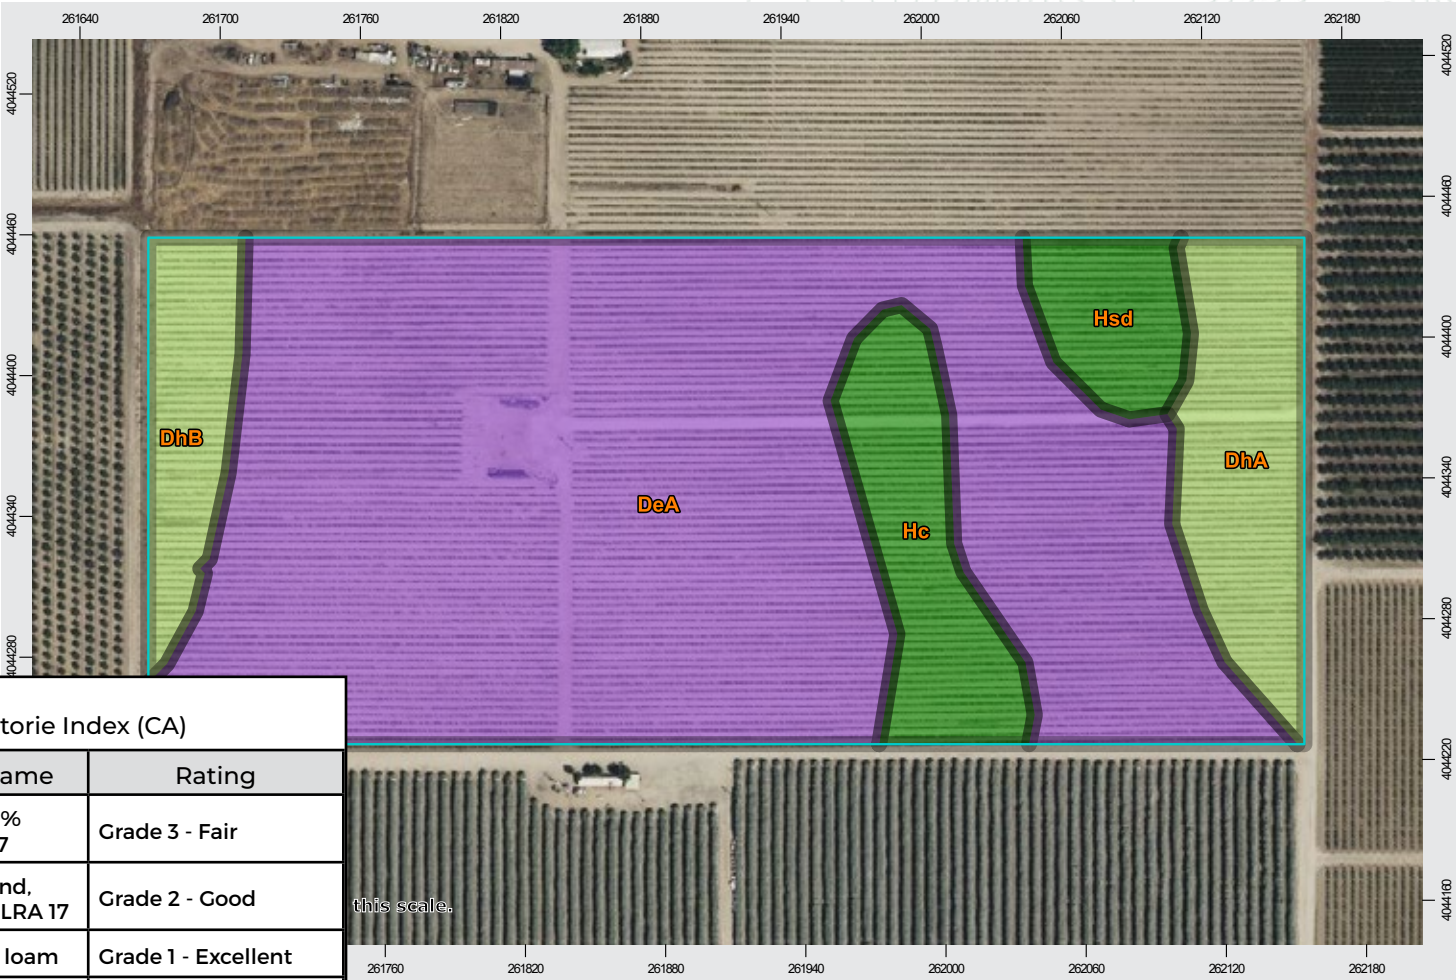 261640 261700 261760 261820 261880 261940 262000 262060 262120 262180
4044520
4044520
4044460
4044460
Hsd
4044400
4044400
DhB
DhA
4044340
DeA
4044340
Hc
4044280
4044280
torie Index (CA)
ame Rating
4044220
%
7
Grade 3 - Fair
nd,
LRA 17
Grade 2 - Good
this scale.
4044160
loam Grade 1 - Excellent
261760 261820 261880 261940 262000 262060 262120 262180